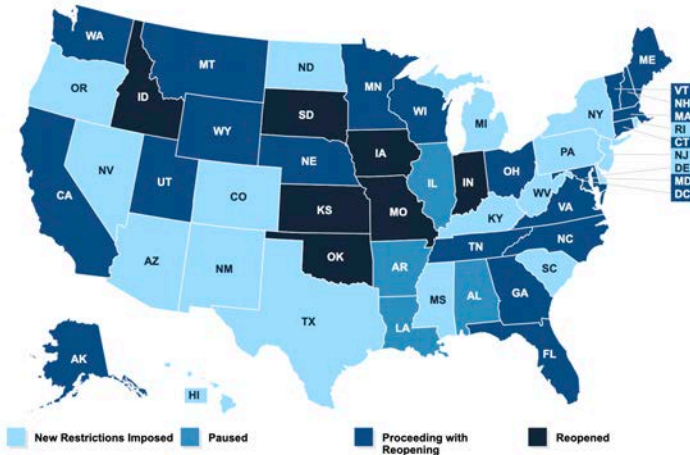 WA
ME
MT
ND
MN
VT
NH
OR
ID
WI
NY
MA
SD
MI
RI
WY
CT
IA
PA
NJ
NE
NV
OH
DE
UT
IL
IN
MD
CA
CO
WV
VA
DC
KS
MO
KY
NC
TN
OK
AZ
NM
AR
SC
MS
AL
GA
TX
LA
AK
FL
HI
New Restrictions Imposed
Paused
Proceeding with
Reopening
Reopened